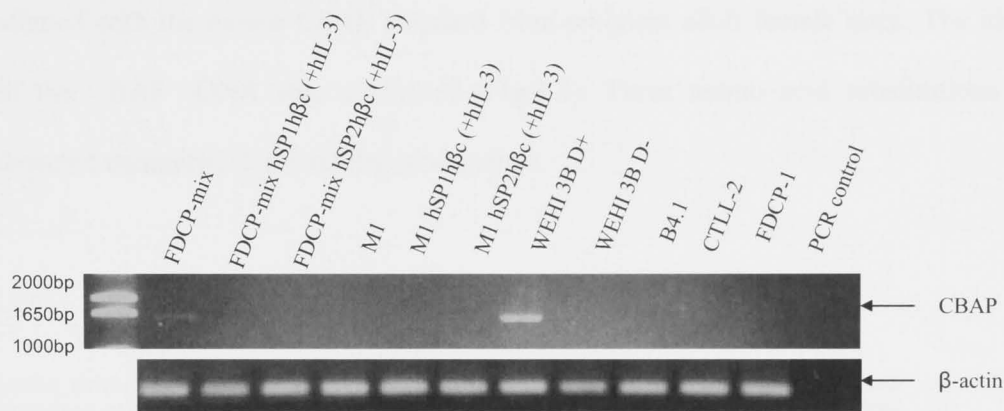 FDCP-mix
FDCP-mix hSP1hβc (+hIL-3)
FDCP-mix hSP2hβc (+hIL-3)
M1
M1 hSP1hβc (+hIL-3)
M1 hSP2hβc (+hIL-3)
WEHI 3B D+
WEHI 3B D-
B4.1
CTLL-2
FDCP-1
PCR control
2000bp
1650bp
1000bp
CBAP
β-actin